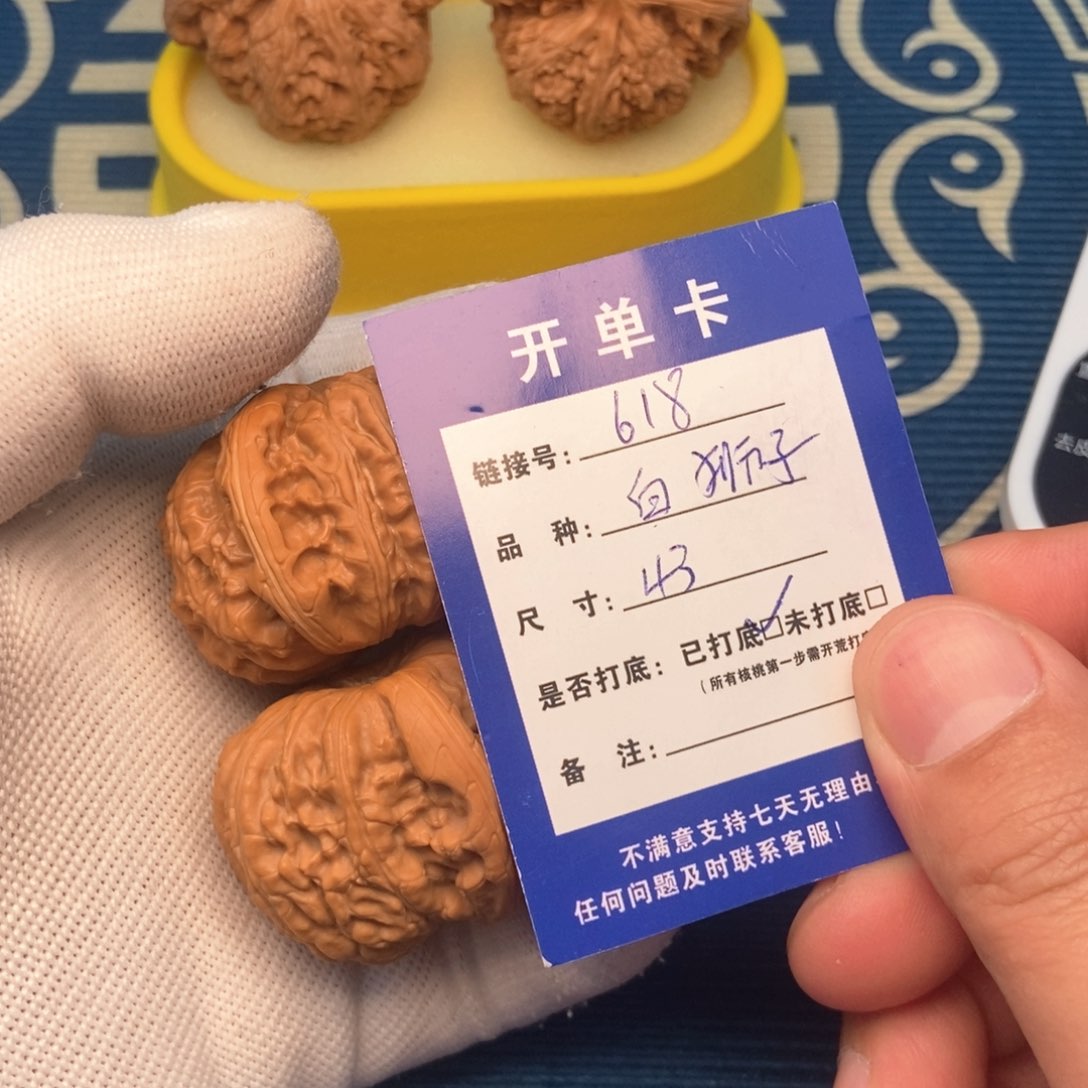 开单卡
链接号：618
品 种：白狮子
尺 寸：43
是否打底：已打底☑未打底□
（所有核桃第一步需开荒打
备 注：
不满意支持七天无理由
任何问题及时联系客服！
去